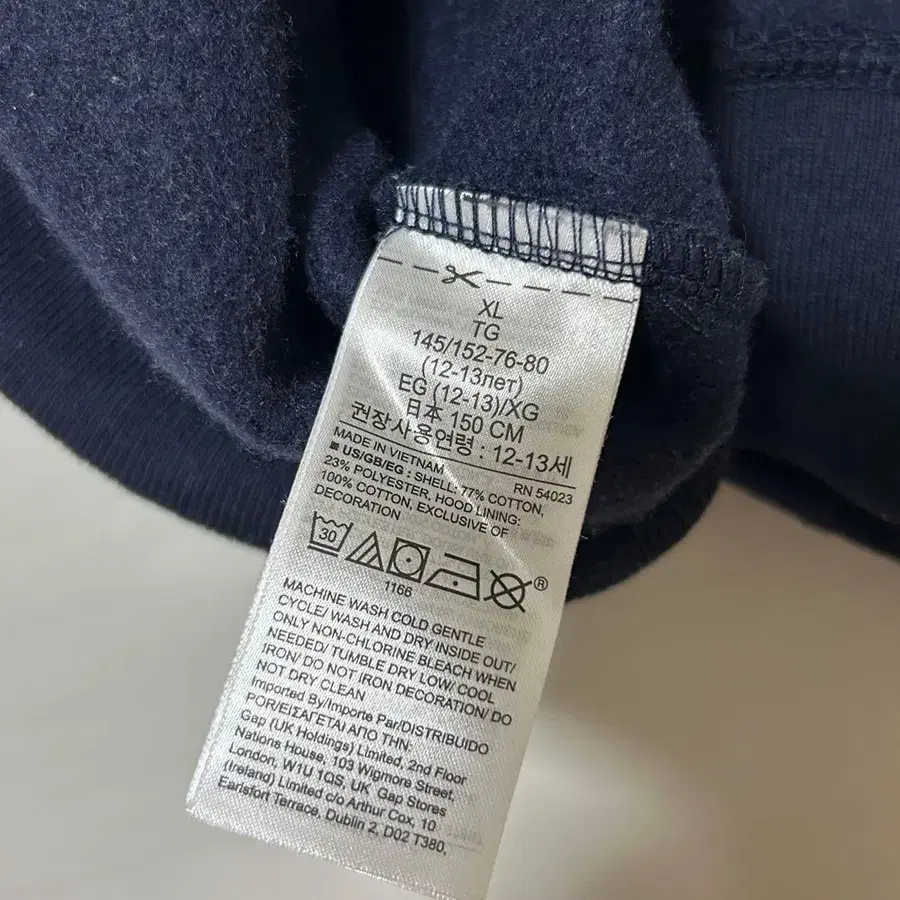 XL
TG
145/152-76-80
(12-13лет)
EG (12-13)/XG
日本 150 CM
권장사용연령 : 12-13세
MADE IN VIETNAM RN 54023
■ US/GB/EG : SHELL: 77% COTTON,
23% POLYESTER, HOOD LINING:
100% COTTON, EXCLUSIVE OF
DECORATION
30 ®
1166
MACHINE WASH COLD GENTLE
CYCLE/ WASH AND DRY INSIDE OUT/
ONLY NON-CHLORINE BLEACH WHEN
NEEDED/ TUMBLE DRY LOW/ COOL
IRON/ DO NOT IRON DECORATION/ DO
NOT DRY CLEAN
Imported By/Importe Par/DISTRIBUIDO
POR/ΕΙΣΑΓΕΤΑΙ ΑΠΟ ΤΗΝ:
Gap (UK Holdings) Limited, 2nd Floor
Nations House, 103 Wigmore Street,
London, W1U 1QS, UK Gap Stores
(Ireland) Limited c/o Arthur Cox, 10
Earlsfort Terrace, Dublin 2, D02 T380,